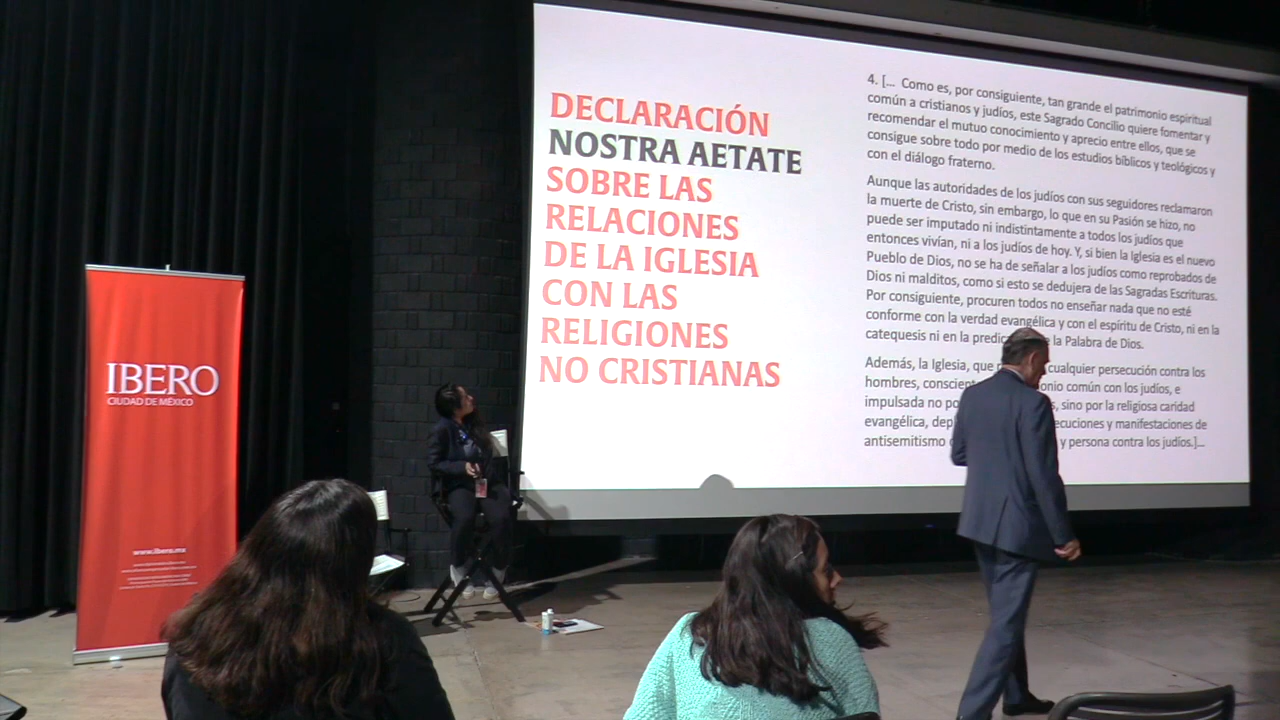 IBERO
CIUDAD DE MÉXICO
www.ibero.mx
DECLARACIÓN
NOSTRA AETATE
SOBRE LAS
RELACIONES
DE LA IGLESIA
CON LAS
RELIGIONES
NO CRISTIANAS
4. [... Como es, por consiguiente, tan grande el patrimonio espiritual
común a cristianos y judíos, este Sagrado Concilio quiere fomentar y
recomendar el mutuo conocimiento y aprecio entre ellos, que se
consigue sobre todo por medio de los estudios bíblicos y teológicos y
con el diálogo fraterno.
Aunque las autoridades de los judíos con sus seguidores reclamaron
la muerte de Cristo, sin embargo, lo que en su Pasión se hizo, no
puede ser imputado ni indistintamente a todos los judíos que
entonces vivían, ni a los judíos de hoy. Y, si bien la Iglesia es el nuevo
Pueblo de Dios, no se ha de señalar a los judíos como reprobados de
Dios ni malditos, como si esto se dedujera de las Sagradas Escrituras.
Por consiguiente, procuren todos no enseñar nada que no esté
conforme con la verdad evangélica y con el espíritu de Cristo, ni en la
catequesis ni en la predic la Palabra de Dios.
Además, la Iglesia, que cualquier persecución contra los
hombres, conscien onio común con los judíos, e
impulsada no po s, sino por la religiosa caridad
evangélica, dep ecuciones y manifestaciones de
antisemitismo y persona contra los judíos.]...